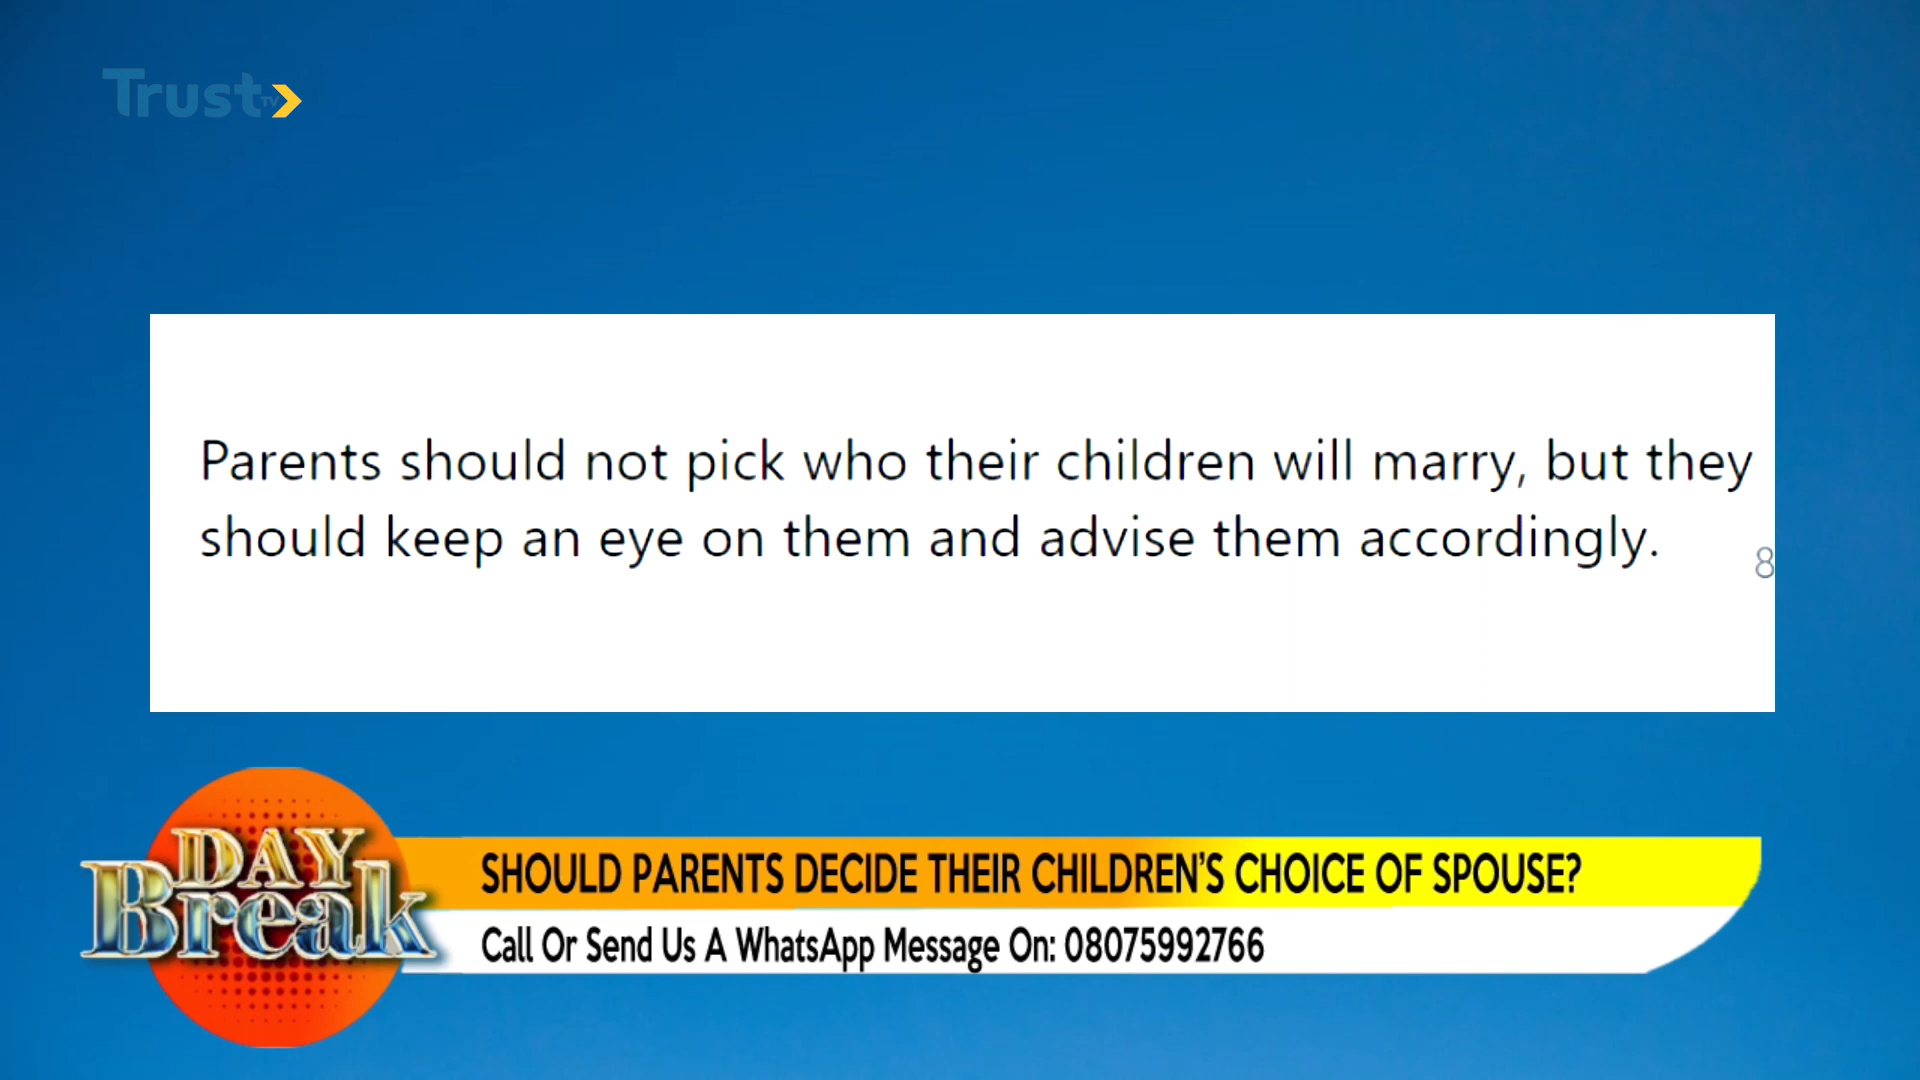 Trust TV
Parents should not pick who their children will marry, but they
should keep an eye on them and advise them accordingly.
8
DAY
Break
SHOULD PARENTS DECIDE THEIR CHILDREN'S CHOICE OF SPOUSE?
Call Or Send Us A WhatsApp Message On: 08075992766